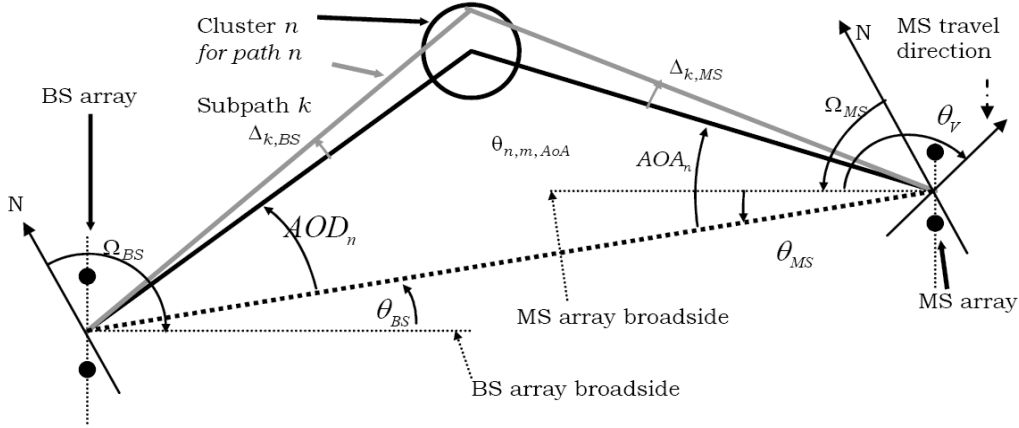 Cluster n
for path n
Subpath k
Δk,BS
BS array
N
ΩBS
AODn
θBS
θn,m,AoA
Δk,MS
AOAn
ΩMS
N
MS travel
direction
θV
θMS
MS array
MS array broadside
BS array broadside